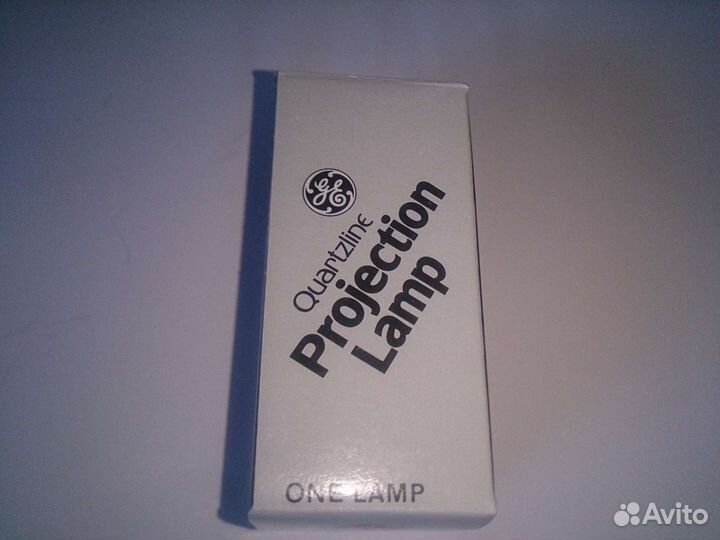 GE
Quartzline
Projection
Lamp
ONE LAMP
Avito